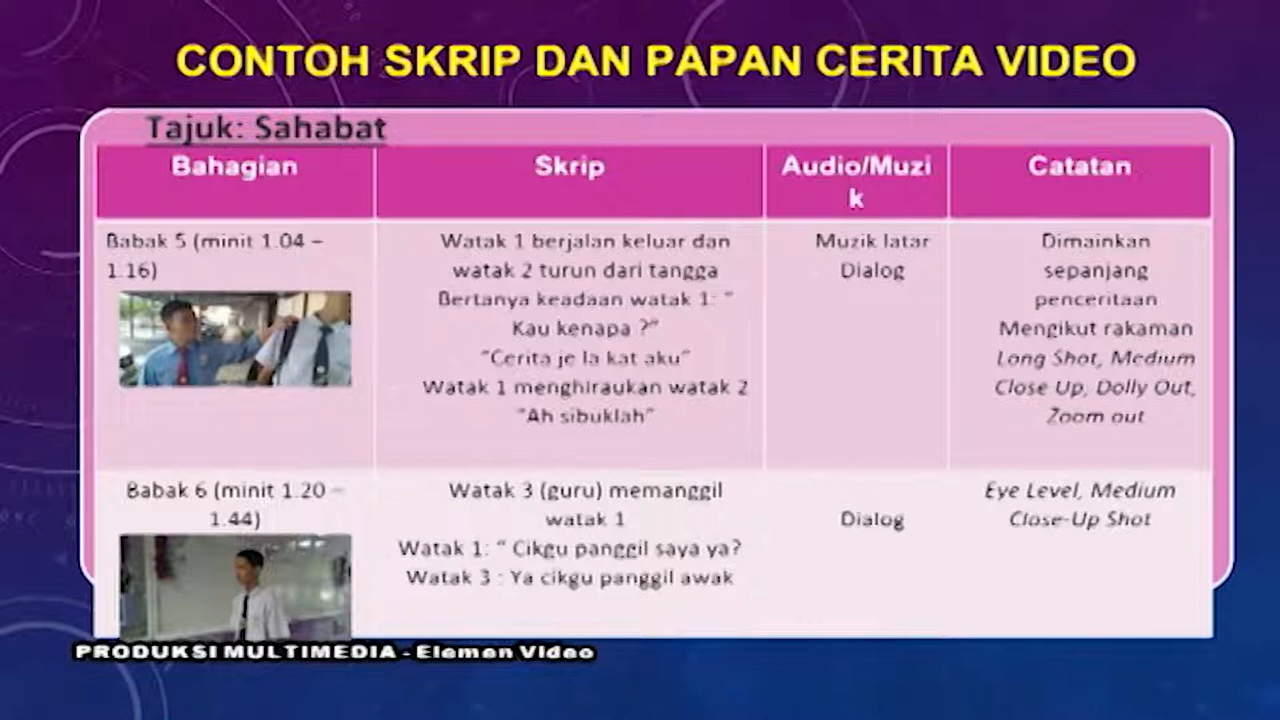 CONTOH SKRIP DAN PAPAN CERITA VIDEO
Tajuk: Sahabat
Bahagian
Skrip
Audio/Muzi
k
Catatan
Babak 5 (minit 1.04 –
1.16)
Watak 1 berjalan keluar dan
watak 2 turun dari tangga
Bertanya keadaan watak 1: “
Kau kenapa ?”
“Cerita je la kat aku”
Watak 1 menghiraukan watak 2
“Ah sibuklah”
Muzik latar
Dialog
Dimainkan
sepanjang
penceritaan
Mengikut rakaman
Long Shot, Medium
Close Up, Dolly Out,
Zoom out
Babak 6 (minit 1.20 –
1.44)
Watak 3 (guru) memanggil
watak 1
Watak 1: “ Cikgu panggil saya ya?
Watak 3 : Ya cikgu panggil awak
Dialog
Eye Level, Medium
Close-Up Shot
PRODUKSI MULTIMEDIA - Elemen Video